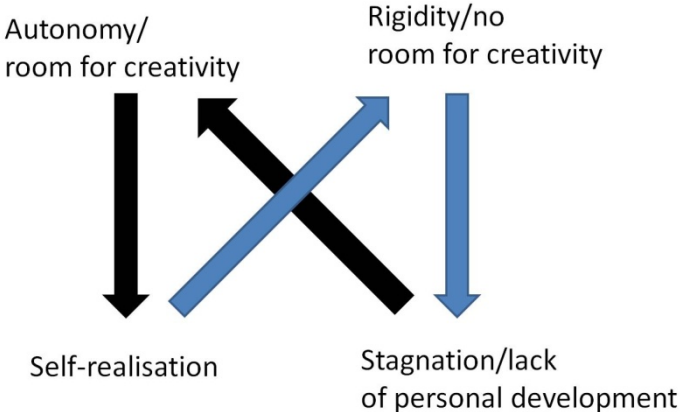 Autonomy/
room for creativity
Rigidity/no
room for creativity
Self-realisation
Stagnation/lack
of personal development